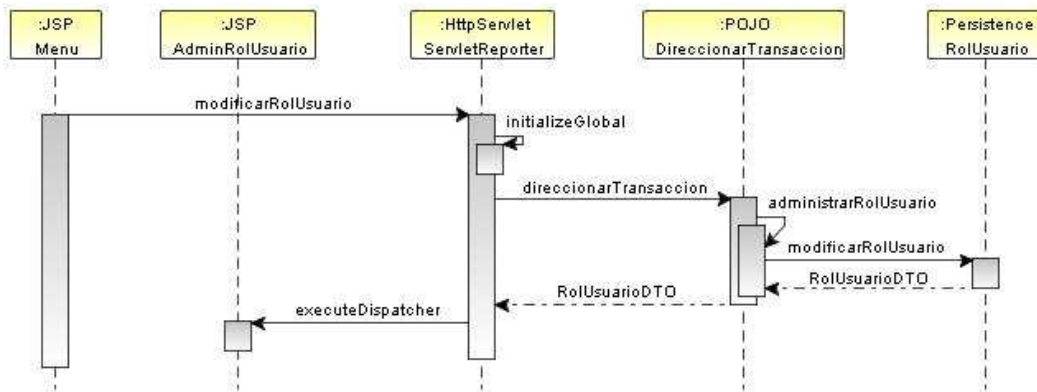 :JSP
Menu
:JSP
AdminRolUsuario
:HttpServlet
ServletReporter
:POJO
DireccionarTransaccion
:Persistence
RolUsuario
modificarRolUsuario
initializeGlobal
direccionarTransaccion
administrarRolUsuario
modificarRolUsuario
RolUsuarioDTO
RolUsuarioDTO
executeDispatcher